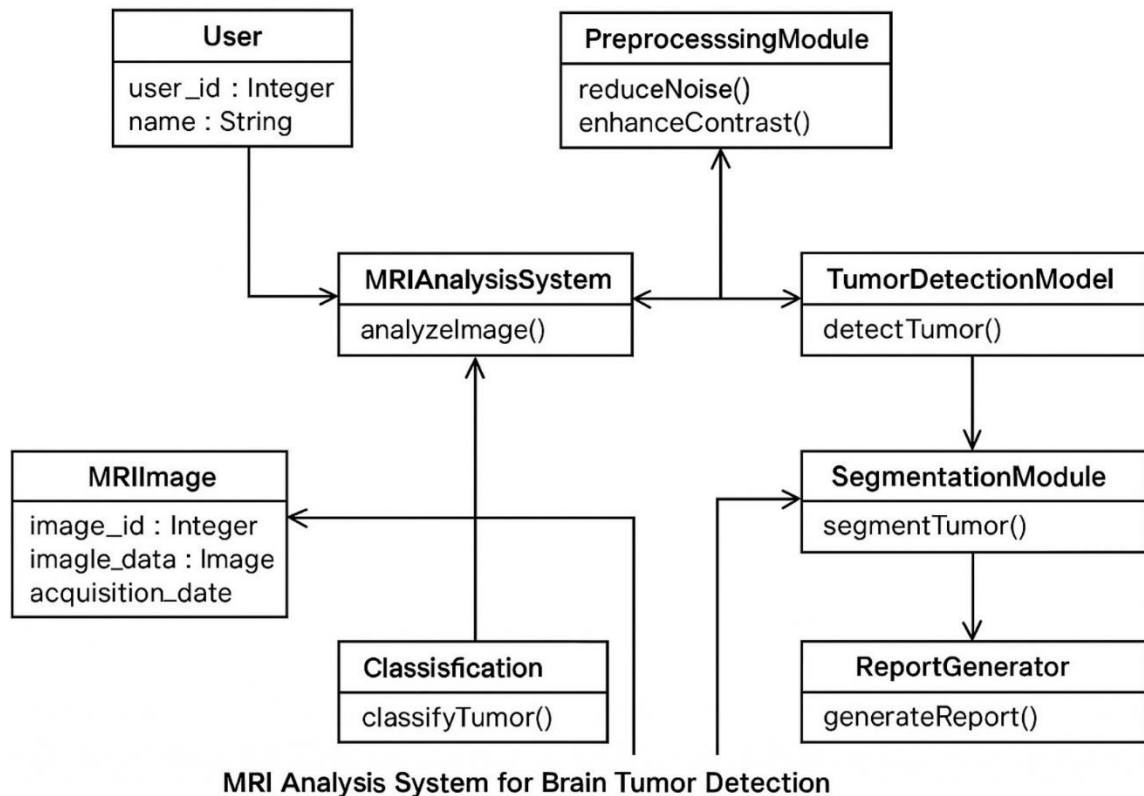 User
user_id : Integer
name : String
PreprocesssingModule
reduceNoise()
enhanceContrast()
MRIAnalysisSystem
analyzeImage()
TumorDetectionModel
detectTumor()
MRIImage
image_id : Integer
imagle_data : Image
acquisition_date
SegmentationModule
segmentTumor()
Classisfication
classifyTumor()
ReportGenerator
generateReport()
MRI Analysis System for Brain Tumor Detection